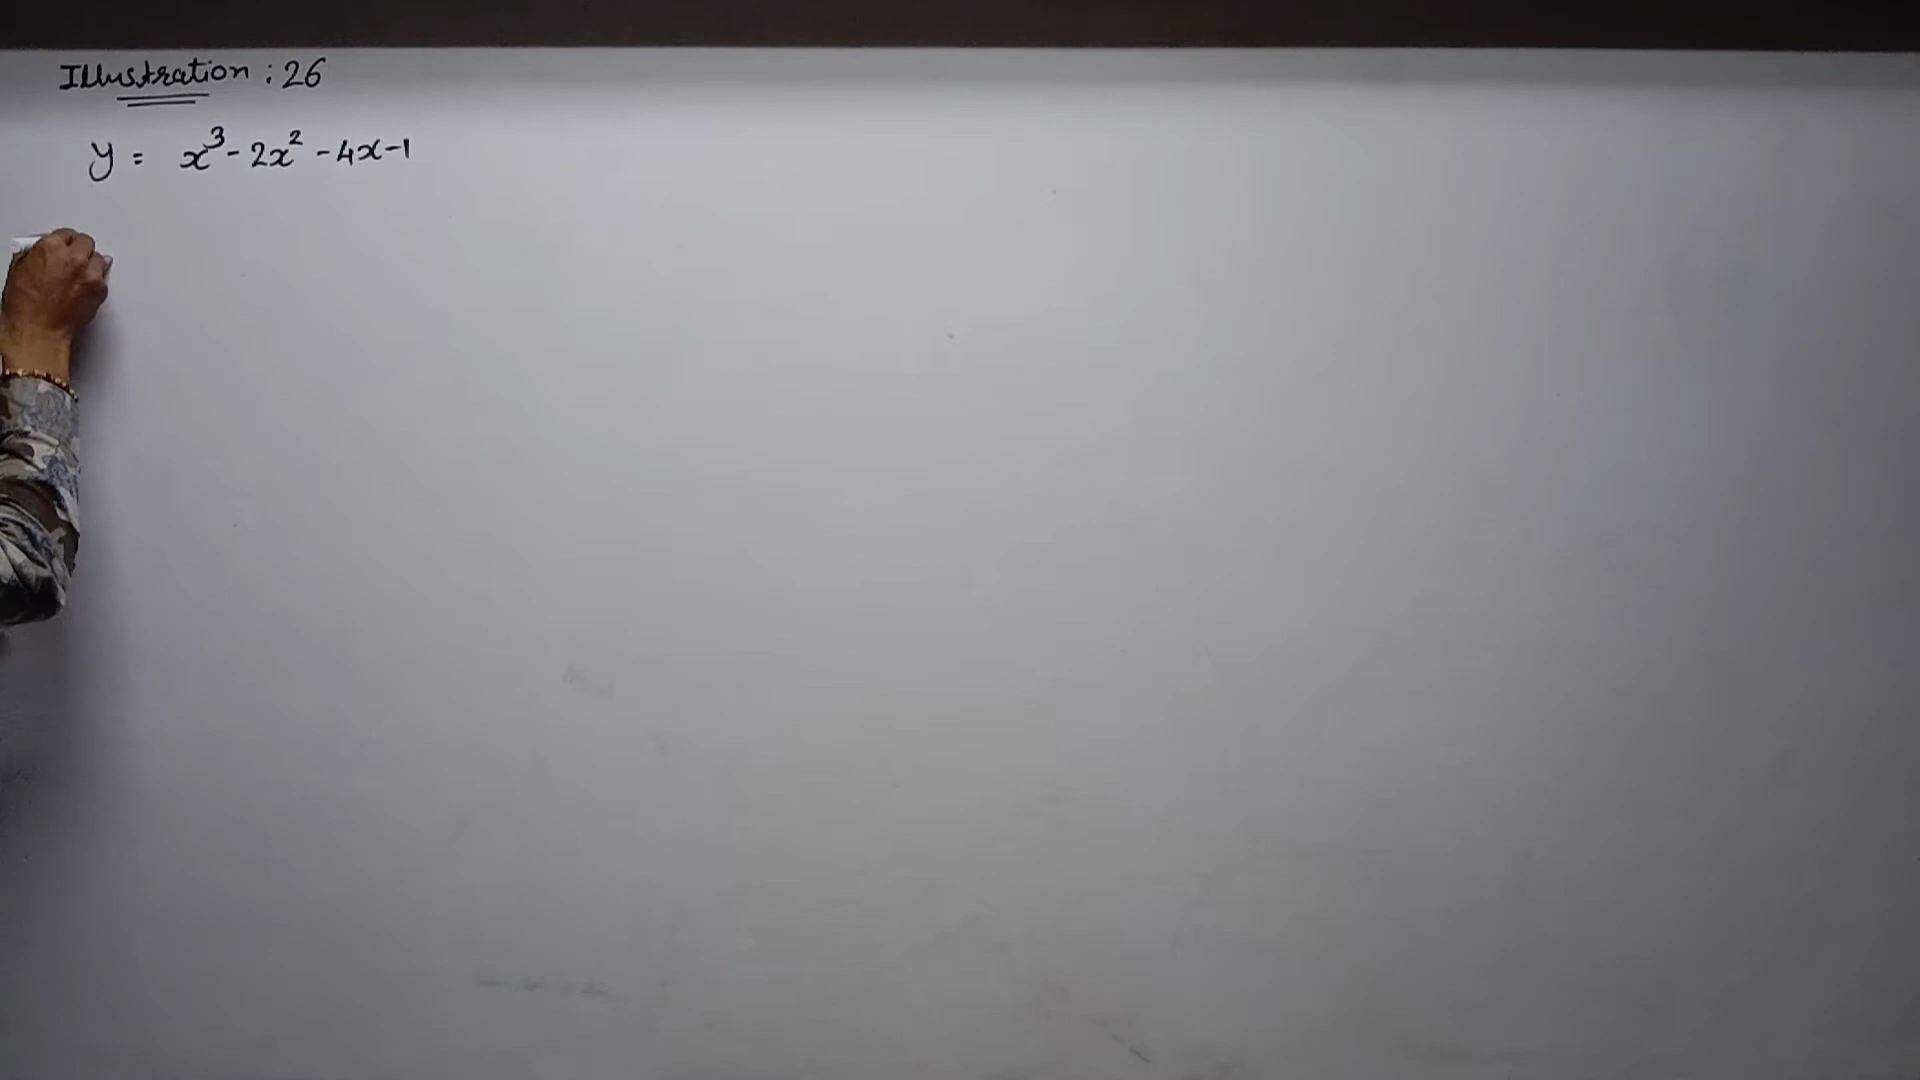 Illustration : 26
y = x³ - 2x² - 4x - 1